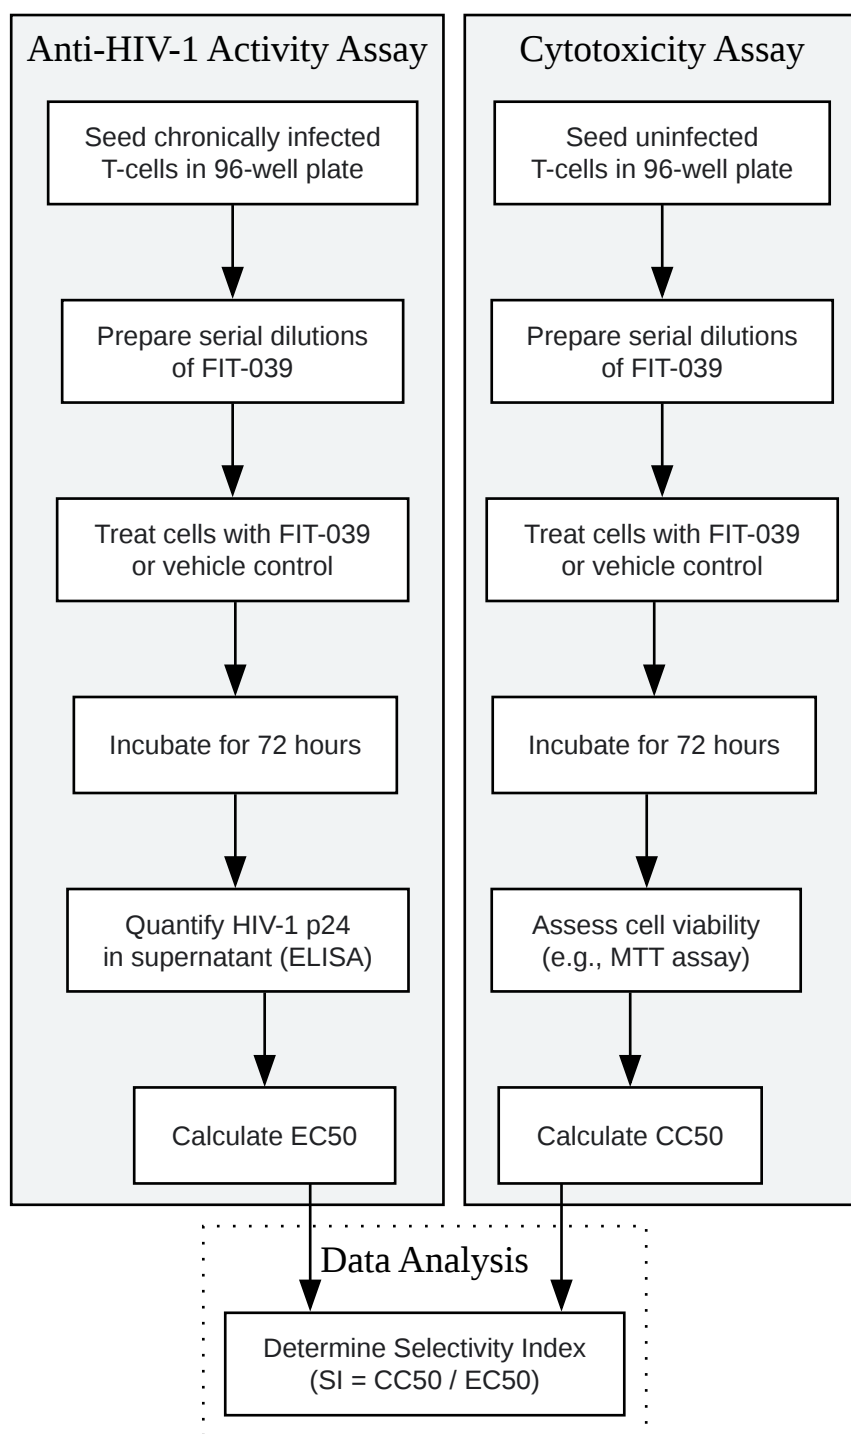 Anti-HIV-1 Activity Assay
Seed chronically infected
T-cells in 96-well plate
Prepare serial dilutions
of FIT-039
Treat cells with FIT-039
or vehicle control
Incubate for 72 hours
Quantify HIV-1 p24
in supernatant (ELISA)
Calculate EC50
Cytotoxicity Assay
Seed uninfected
T-cells in 96-well plate
Prepare serial dilutions
of FIT-039
Treat cells with FIT-039
or vehicle control
Incubate for 72 hours
Assess cell viability
(e.g., MTT assay)
Calculate CC50
Data Analysis
Determine Selectivity Index
(SI = CC50 / EC50)